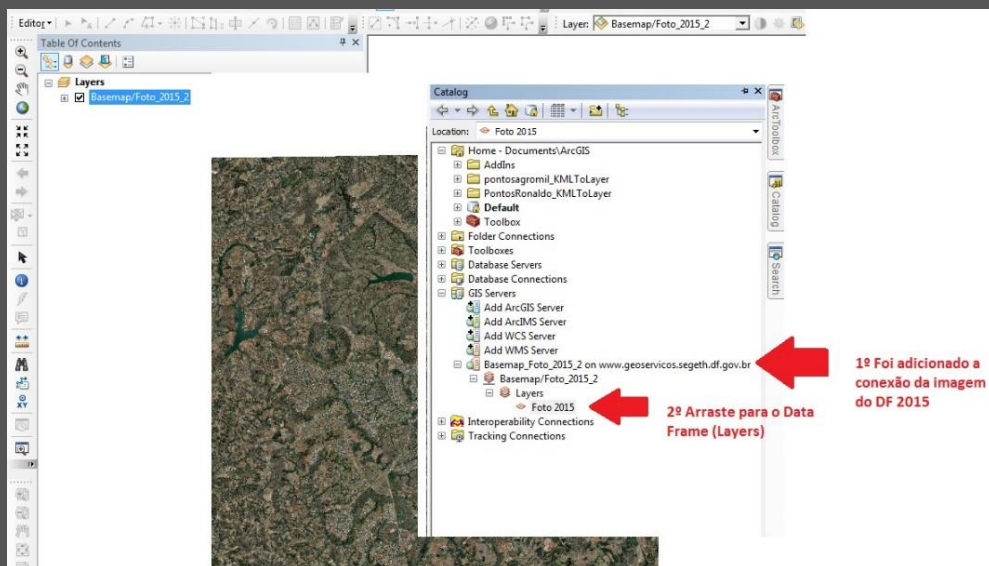 Editor
Layer: Basemap/Foto_2015_2
Table Of Contents
Layers
Basemap/Foto_2015_2
Catalog
Location: Foto 2015
Home - Documents\ArcGIS
AddIns
pontosagromil_KMLToLayer
PontosRonaldo_KMLToLayer
Default
Toolbox
Folder Connections
Toolboxes
Database Servers
Database Connections
GIS Servers
Add ArcGIS Server
Add ArcIMS Server
Add WCS Server
Add WMS Server
Basemap_Foto_2015_2 on www.geoservicos.segeth.df.gov.br
Basemap/Foto_2015_2
Layers
Foto 2015
Interoperability Connections
Tracking Connections
ArcToolbox
Catalog
Search
1º Foi adicionado a
conexão da imagem
do DF 2015
2º Arraste para o Data
Frame (Layers)
XY